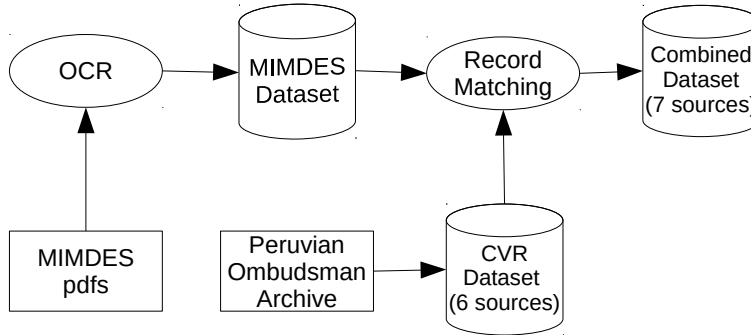 OCR
MIMDES
Dataset
Record
Matching
Combined
Dataset
(7 sources)
MIMDES
pdfs
Peruvian
Ombudsman
Archive
CVR
Dataset
(6 sources)